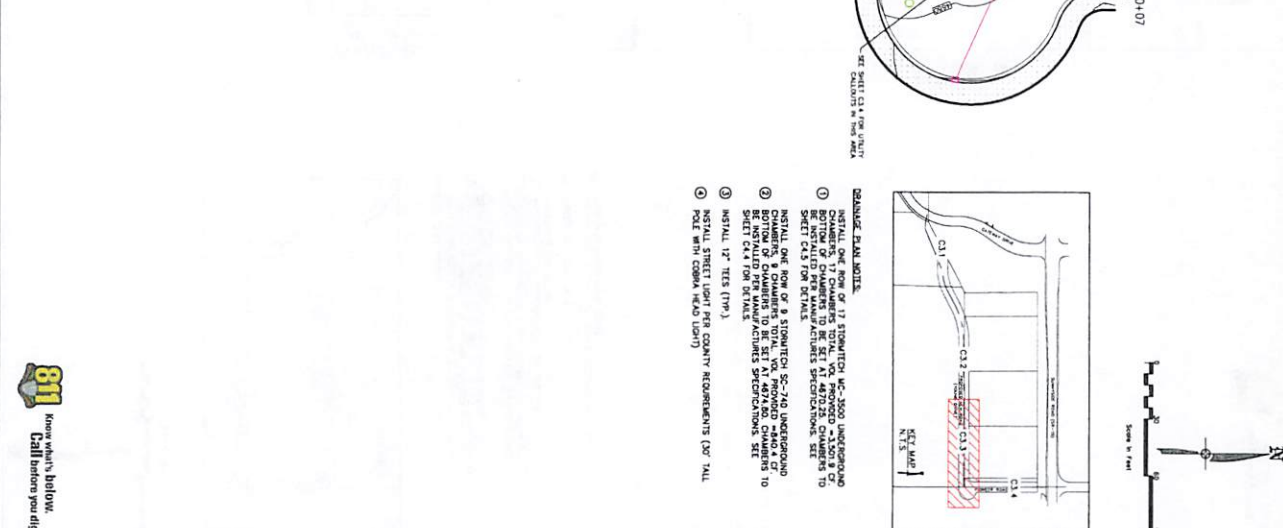 0+07
SEE SHEET C3.4 FOR UTILITY
CALLOUTS IN THIS AREA
N
0
30
60
Scale In Feet
GATEWAY DRIVE
C3.1
C3.2
C3.3
C3.4
KEY MAP
N.T.S.
DRAINAGE PLAN NOTES:
① INSTALL ONE ROW OF 17 STORMTECH MC-3500 UNDERGROUND
CHAMBERS, 17 CHAMBERS TOTAL. VOL PROVIDED =3,501.9 CF.
BOTTOM OF CHAMBERS TO BE SET AT 4670.25. CHAMBERS TO
BE INSTALLED PER MANUFACTURES SPECIFICATIONS. SEE
SHEET C4.5 FOR DETAILS.
② INSTALL ONE ROW OF 9 STORMTECH SC-740 UNDERGROUND
CHAMBERS, 9 CHAMBERS TOTAL. VOL PROVIDED =840.4 CF.
BOTTOM OF CHAMBERS TO BE SET AT 4674.80. CHAMBERS TO
BE INSTALLED PER MANUFACTURES SPECIFICATIONS. SEE
SHEET C4.4 FOR DETAILS.
③ INSTALL 12" TEES (TYP.).
④ INSTALL STREET LIGHT PER COUNTY REQUIREMENTS (30' TALL
POLE WITH COBRA HEAD LIGHT)
811
Know what's below.
Call before you dig